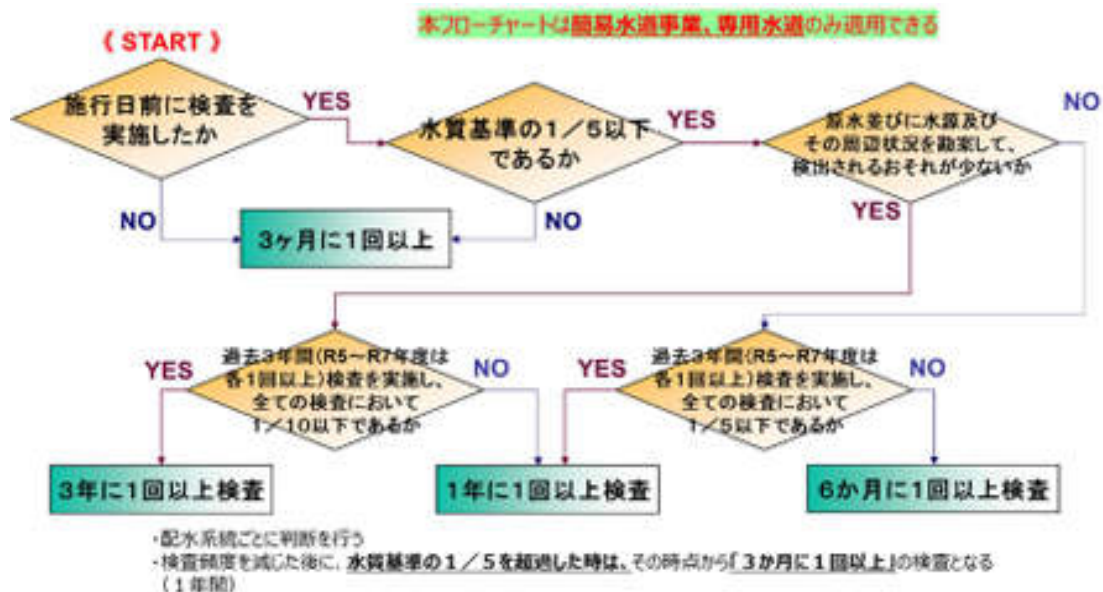 本フローチャートは簡易水道事業、専用水道のみ適用できる
《 START 》
施行日前に検査を
実施したか
YES
水質基準の1/5以下
であるか
YES
原水並びに水源及び
その周辺状況を勘案して、
検出されるおそれが少ないか
NO
NO
NO
YES
3ヶ月に1回以上
過去3年間(R5～R7年度は
各1回以上)検査を実施し、
全ての検査において
1/10以下であるか
YES
NO
過去3年間(R5～R7年度は
各1回以上)検査を実施し、
全ての検査において
1/5以下であるか
YES
NO
3年に1回以上検査
1年に1回以上検査
6か月に1回以上検査
・配水系統ごとに判断を行う
・検査頻度を減じた後に、水質基準の1/5を超過した時は、その時点から「3か月に1回以上」の検査となる
(1年間)